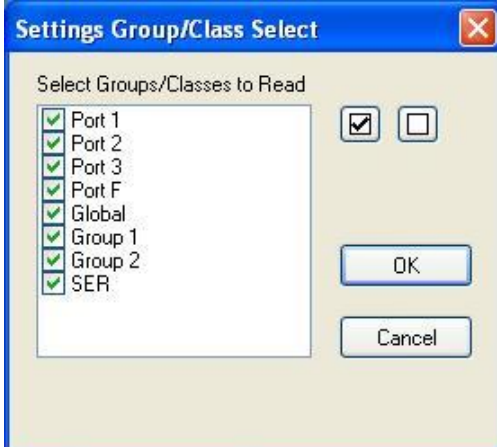 Settings Group/Class Select
Select Groups/Classes to Read
Port 1
Port 2
Port 3
Port F
Global
Group 1
Group 2
SER
OK
Cancel